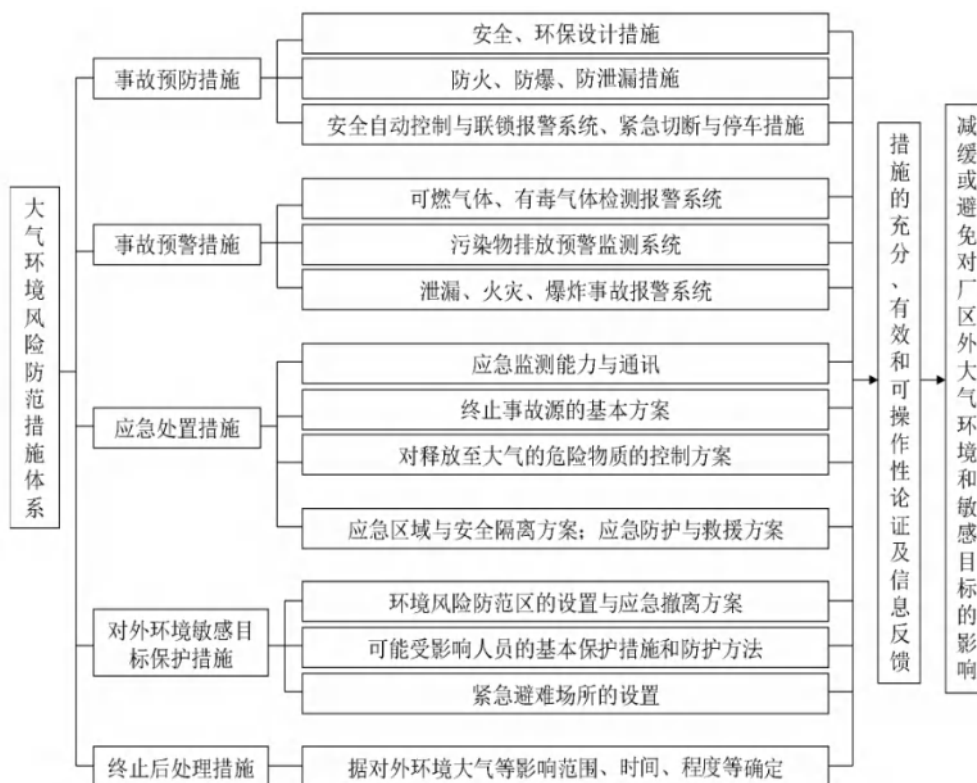 大气环境风险防范措施体系
事故预防措施
安全、环保设计措施
防火、防爆、防泄漏措施
安全自动控制与联锁报警系统、紧急切断与停车措施
事故预警措施
可燃气体、有毒气体检测报警系统
污染物排放预警监测系统
泄漏、火灾、爆炸事故报警系统
应急处置措施
应急监测能力与通讯
终止事故源的基本方案
对释放至大气的危险物质的控制方案
应急区域与安全隔离方案；应急防护与救援方案
对外环境敏感目
标保护措施
环境风险防范区的设置与应急撤离方案
可能受影响人员的基本保护措施和防护方法
紧急避难场所的设置
终止后处理措施
据对外环境大气等影响范围、时间、程度等确定
措施的充分、有效和可操作性论证及信息反馈
减缓或避免对厂区外大气环境和敏感目标的影响